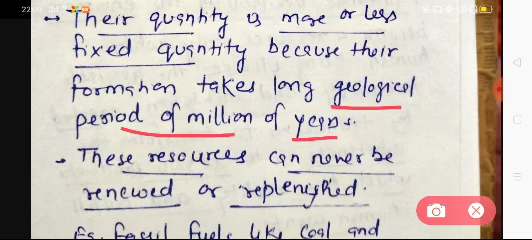 → Their quantity is more or less
fixed quantity because their
formation takes long geological
period of million of years.
→ These resources can never be
renewed or replenished.
Eg. fossil fuels like coal and